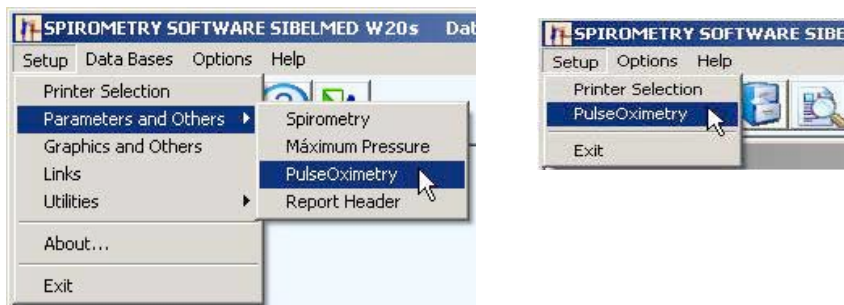 SPIROMETRY SOFTWARE SIBELMED W20s Dat
Setup Data Bases Options Help
Printer Selection
Parameters and Others
Graphics and Others
Links
Utilities
About...
Exit
Spirometry
Máximum Pressure
PulseOximetry
Report Header
SPIROMETRY SOFTWARE SIBE
Setup Options Help
Printer Selection
PulseOximetry
Exit